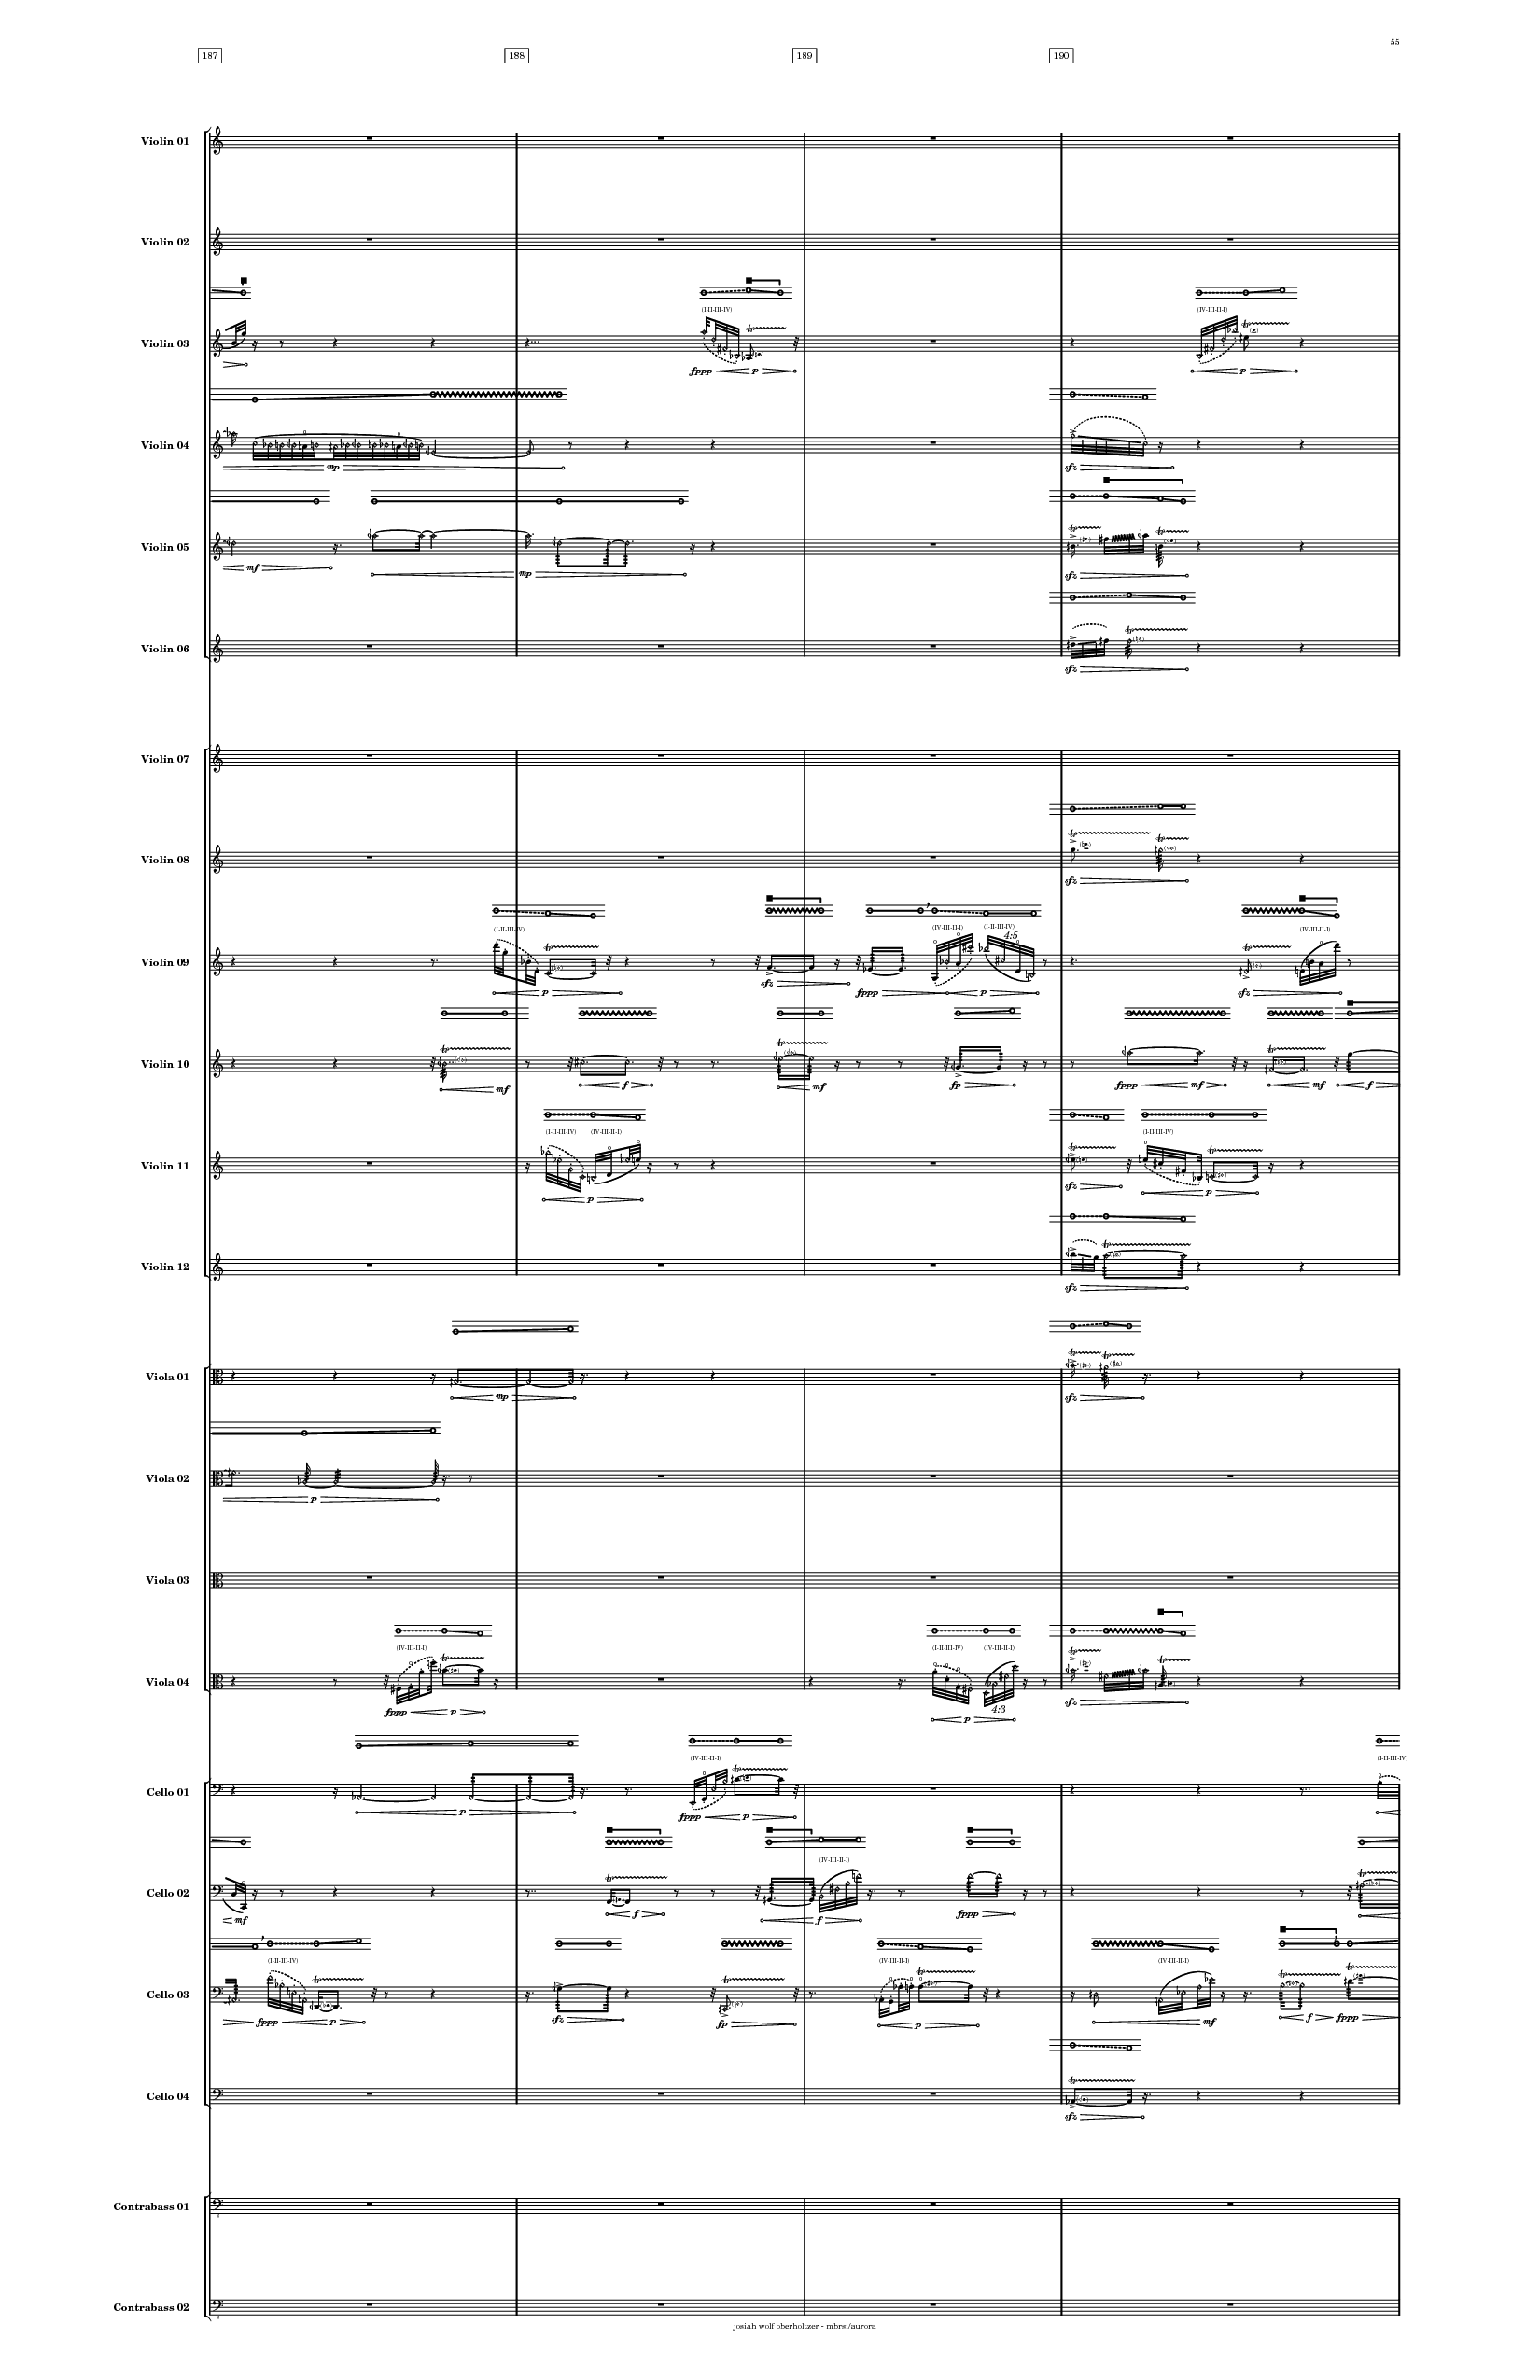 55
187 188 189 190
Violin 01
Violin 02
(I-II-III-IV) (IV-III-II-I)
Violin 03
fppp p p
Violin 04
mp sfz
Violin 05
mf mp sfz
Violin 06
sfz
Violin 07
Violin 08
sfz
(I-II-III-IV) (IV-III-II-I) (I-II-III-IV) (IV-III-II-I)
4:5
Violin 09
p sfz fppp p sfz
Violin 10
mf f mf fp fppp mf mf f
(I-II-III-IV) (IV-III-II-I) (I-II-III-IV)
Violin 11
p sfz p
Violin 12
sfz
Viola 01
mp sfz
Viola 02
p
Viola 03
(IV-III-II-I) (I-II-III-IV) (IV-III-II-I)
Viola 04
fppp p p 4:3 sfz
(IV-III-II-I) (I-II-III-IV)
Cello 01
p fppp p
(IV-III-II-I)
Cello 02
mf f f fppp
(I-II-III-IV) (IV-III-II-I) (IV-III-II-I)
Cello 03
fppp p sfz fp p mf f fppp
Cello 04
sfz
Contrabass 01
Contrabass 02
josiah wolf oberholtzer - mbrsi/aurora